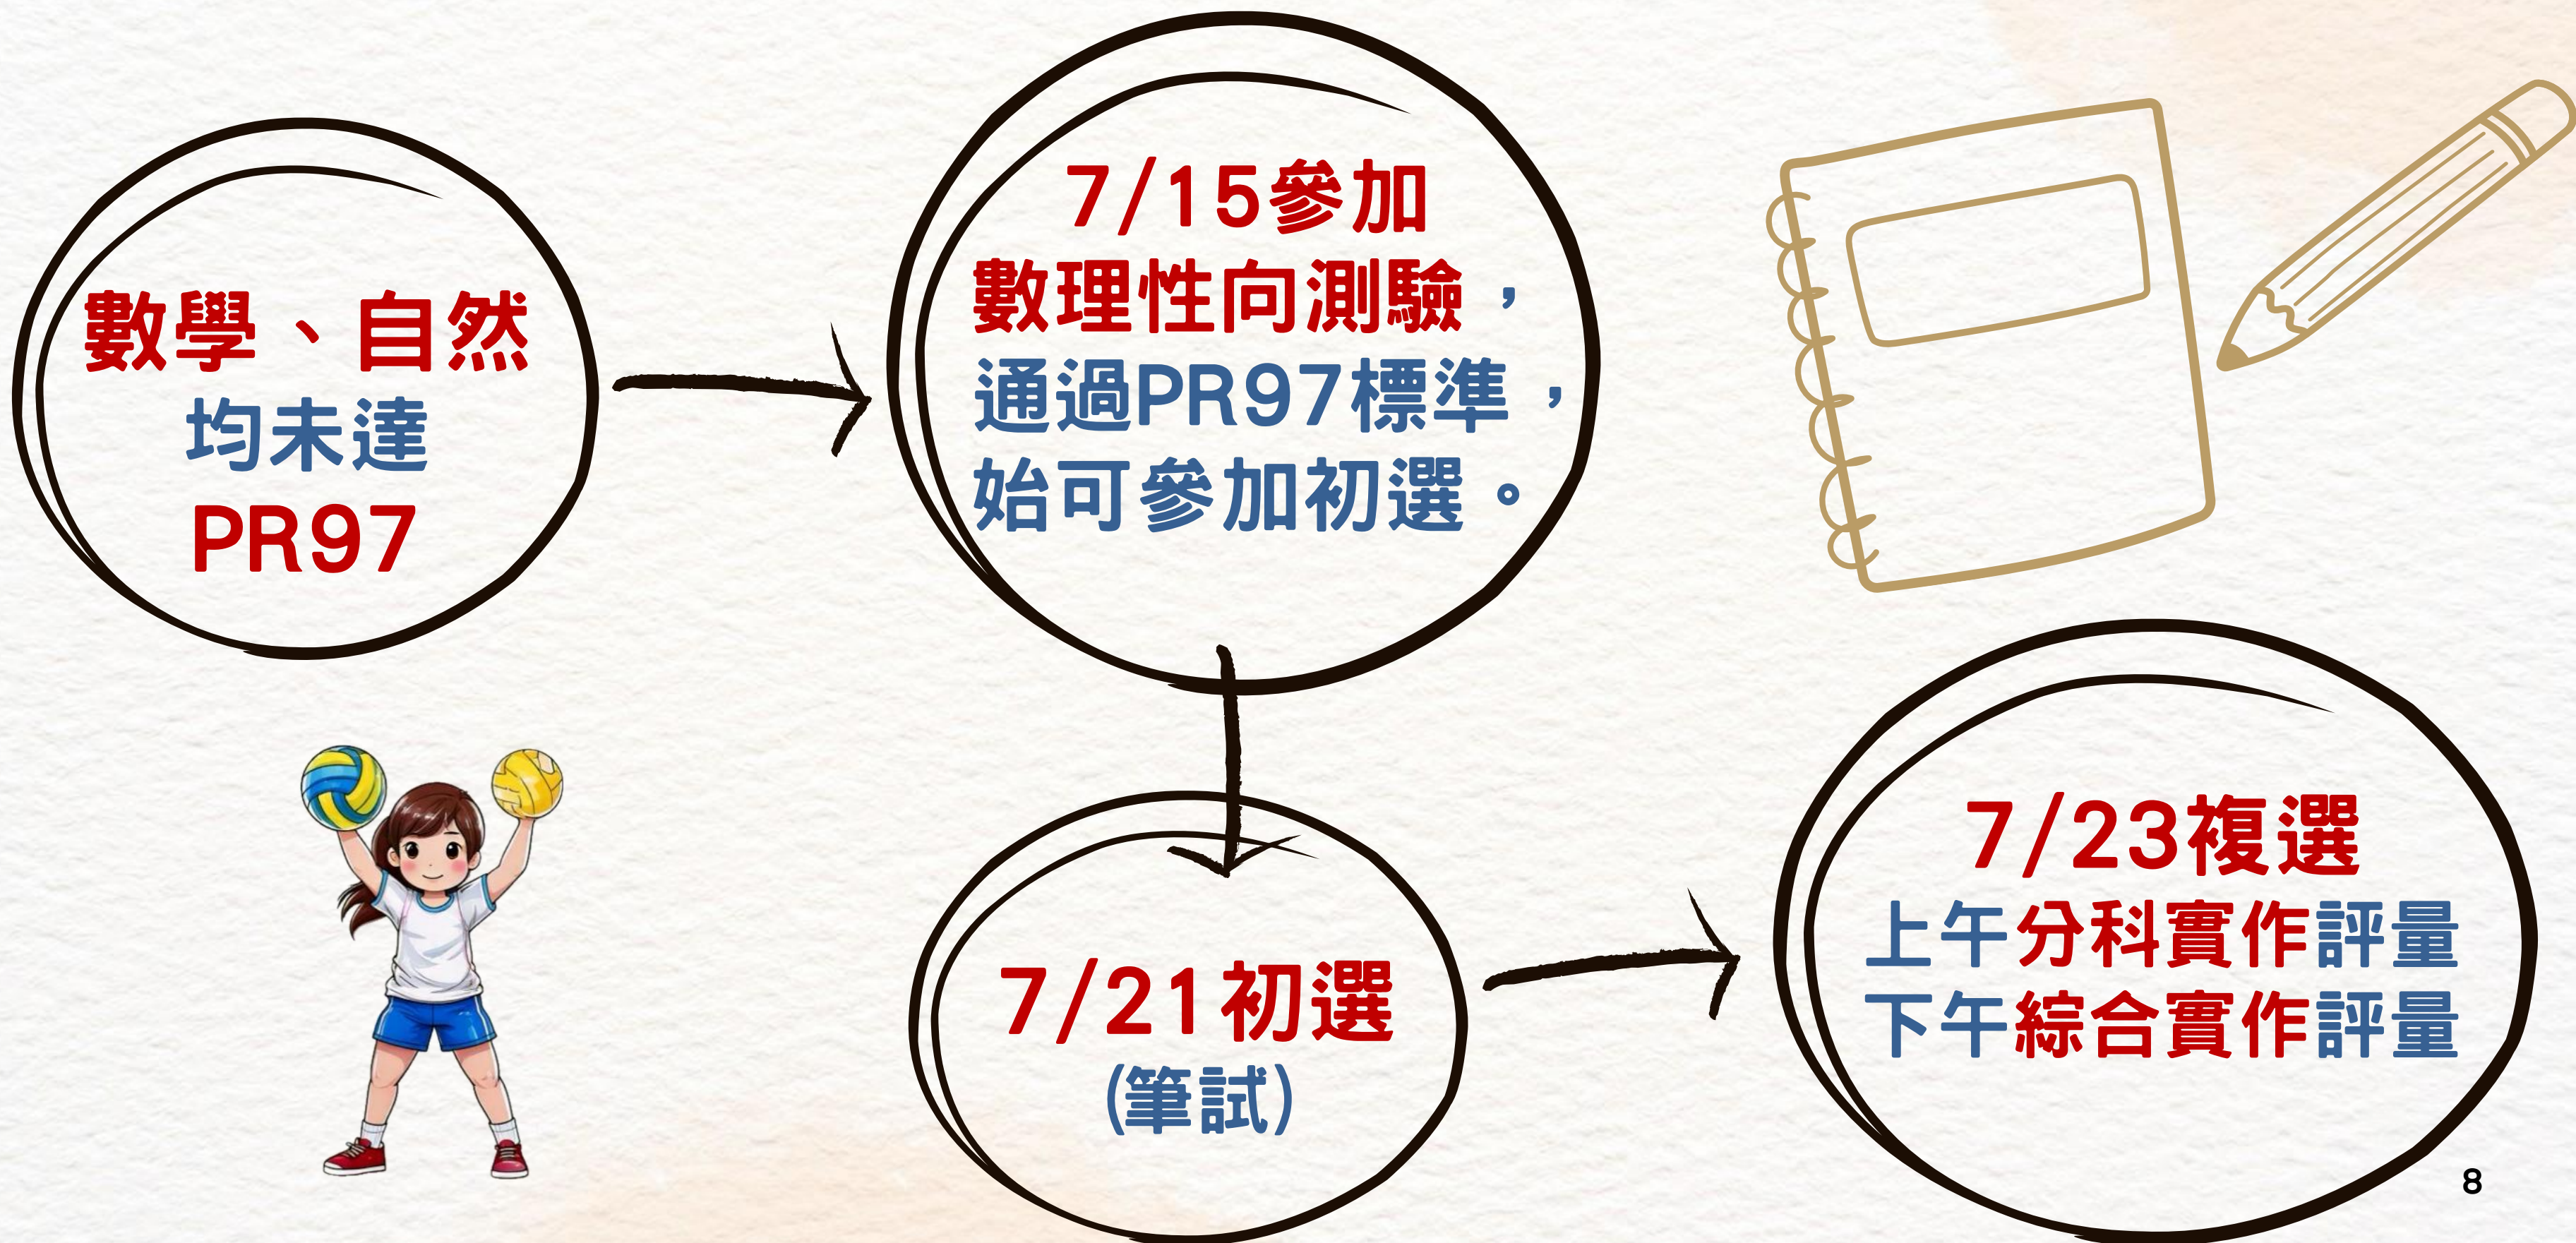 數學、自然
均未達
PR97
7/15參加
數理性向測驗，
通過PR97標準，
始可參加初選。
7/21初選
(筆試)
7/23複選
上午分科實作評量
下午綜合實作評量
8